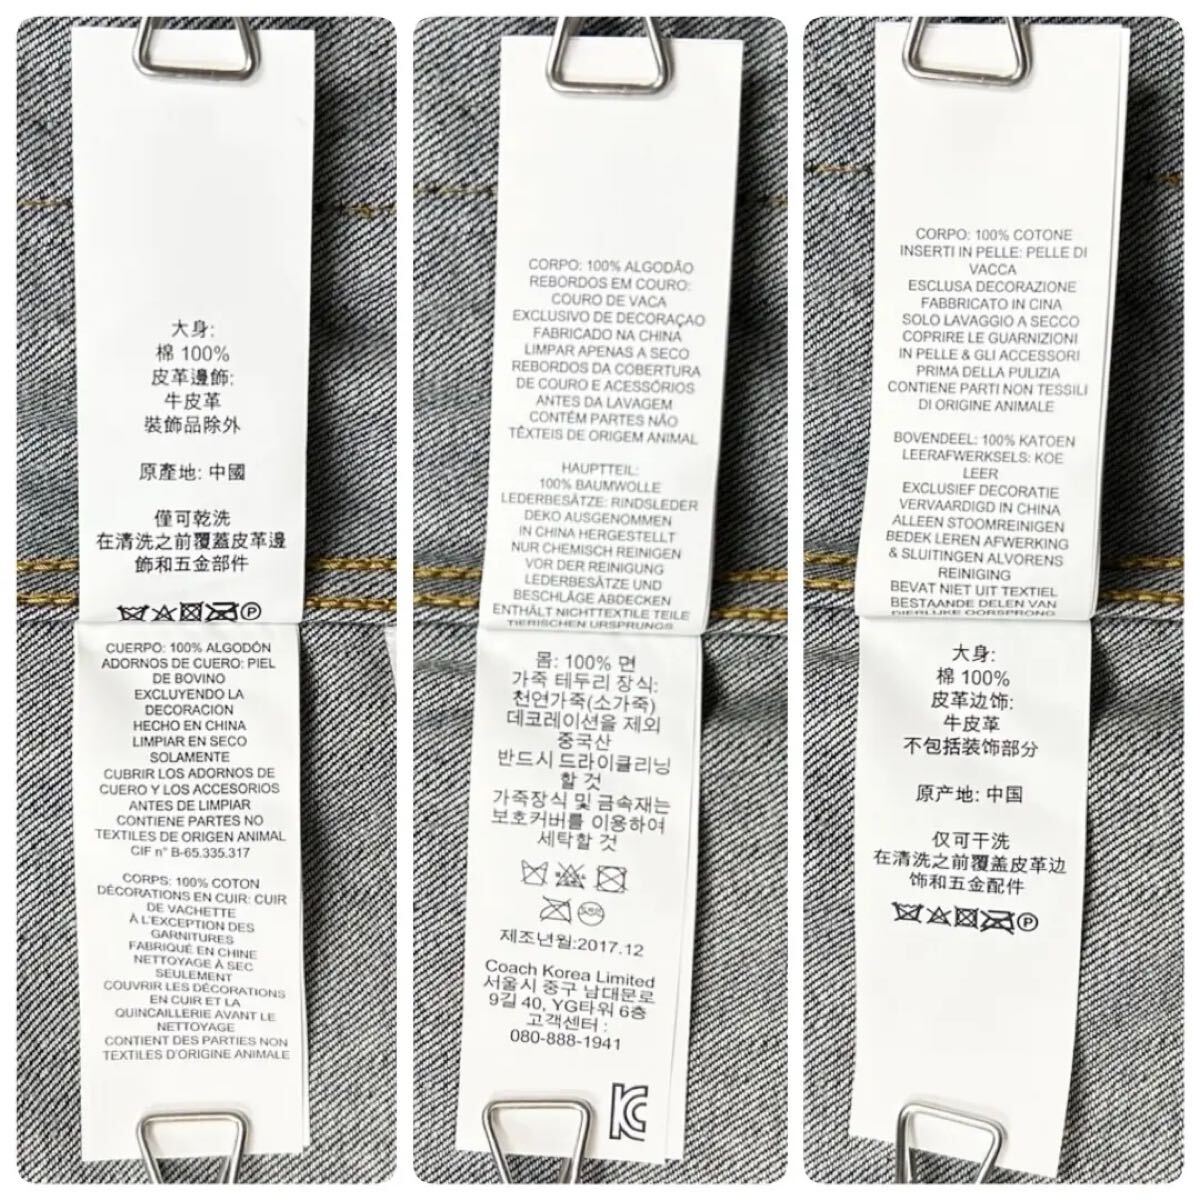 大身:
棉 100%
皮革邊飾:
牛皮革
裝飾品除外
原產地: 中國
僅可乾洗
在清洗之前覆蓋皮革邊
飾和五金部件
P
CUERPO: 100% ALGODÓN
ADORNOS DE CUERO: PIEL
DE BOVINO
EXCLUYENDO LA
DECORACION
HECHO EN CHINA
LIMPIAR EN SECO
SOLAMENTE
CUBRIR LOS ADORNOS DE
CUERO Y LOS ACCESORIOS
ANTES DE LIMPIAR
CONTIENE PARTES NO
TEXTILES DE ORIGEN ANIMAL
CIF n° B-65.335.317
CORPS: 100% COTON
DÉCORATIONS EN CUIR: CUIR
DE VACHETTE
À L'EXCEPTION DES
GARNITURES
FABRIQUÉ EN CHINE
NETTOYAGE À SEC
SEULEMENT
COUVRIR LES DÉCORATIONS
EN CUIR ET LA
QUINCAILLERIE AVANT LE
NETTOYAGE
CONTIENT DES PARTIES NON
TEXTILES D'ORIGINE ANIMALE
CORPO: 100% ALGODÃO
REBORDOS EM COURO:
COURO DE VACA
EXCLUSIVO DE DECORAÇAO
FABRICADO NA CHINA
LIMPAR APENAS A SECO
REBORDOS DA COBERTURA
DE COURO E ACESSÓRIOS
ANTES DA LAVAGEM
CONTÉM PARTES NÃO
TÊXTEIS DE ORIGEM ANIMAL
HAUPTTEIL:
100% BAUMWOLLE
LEDERBESÄTZE: RINDSLEDER
DEKO AUSGENOMMEN
IN CHINA HERGESTELLT
NUR CHEMISCH REINIGEN
VOR DER REINIGUNG
LEDERBESÄTZE UND
BESCHLÄGE ABDECKEN
ENTHÄLT NICHTTEXTILE TEILE
TIERISCHEN URSPRUNGS
몸: 100% 면
가죽 테두리 장식:
천연가죽(소가죽)
데코레이션을 제외
중국산
반드시 드라이클리닝
할 것
가죽장식 및 금속재는
보호커버를 이용하여
세탁할 것
제조년월:2017.12
Coach Korea Limited
서울시 중구 남대문로
9길 40, YG타워 6층
고객센터 :
080-888-1941
KC
CORPO: 100% COTONE
INSERTI IN PELLE: PELLE DI
VACCA
ESCLUSA DECORAZIONE
FABBRICATO IN CINA
SOLO LAVAGGIO A SECCO
COPRIRE LE GUARNIZIONI
IN PELLE & GLI ACCESSORI
PRIMA DELLA PULIZIA
CONTIENE PARTI NON TESSILI
DI ORIGINE ANIMALE
BOVENDEEL: 100% KATOEN
LEERAFWERKSELS: KOE
LEER
EXCLUSIEF DECORATIE
VERVAARDIGD IN CHINA
ALLEEN STOOMREINIGEN
BEDEK LEREN AFWERKING
& SLUITINGEN ALVORENS
REINIGING
BEVAT NIET UIT TEXTIEL
BESTAANDE DELEN VAN
DIERLIJKE OORSPRONG
大身:
棉 100%
皮革边饰:
牛皮革
不包括装饰部分
原产地: 中国
仅可干洗
在清洗之前覆盖皮革边
饰和五金配件
P